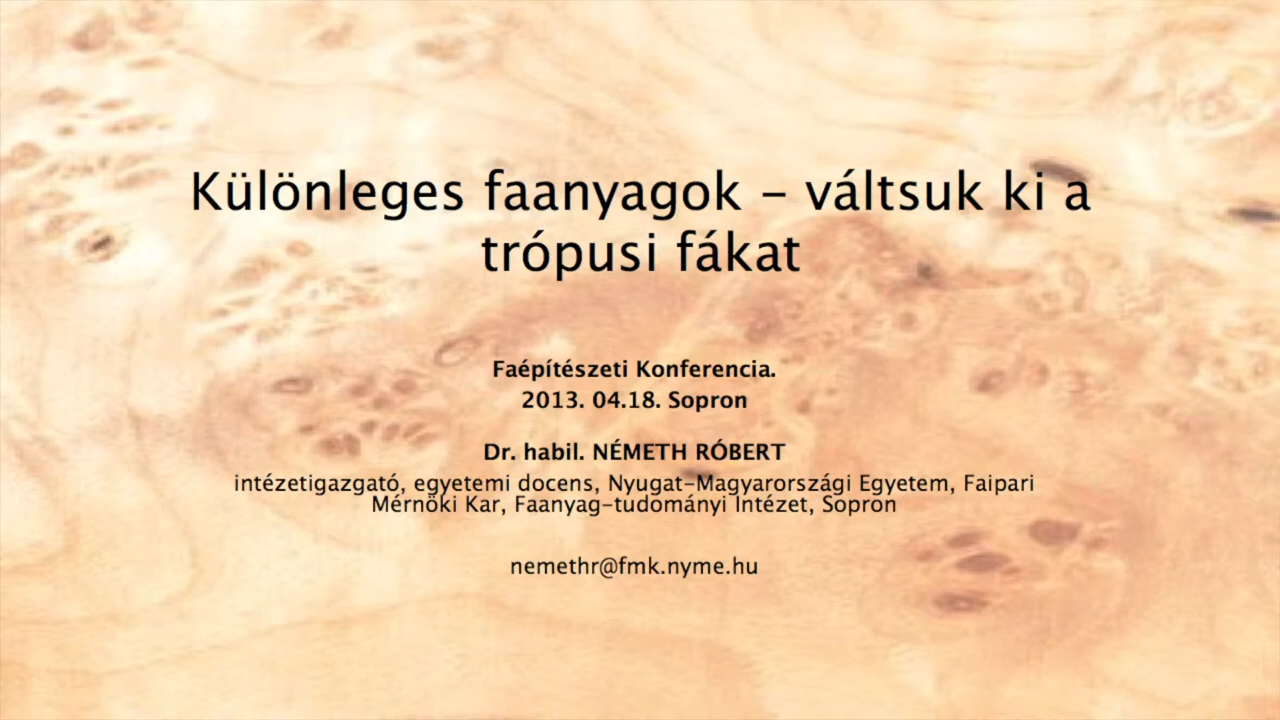 Különleges faanyagok – váltsuk ki a
trópusi fákat
Faépítészeti Konferencia.
2013. 04.18. Sopron
Dr. habil. NÉMETH RÓBERT
intézetigazgató, egyetemi docens, Nyugat-Magyarországi Egyetem, Faipari
Mérnöki Kar, Faanyag-tudományi Intézet, Sopron
nemethr@fmk.nyme.hu